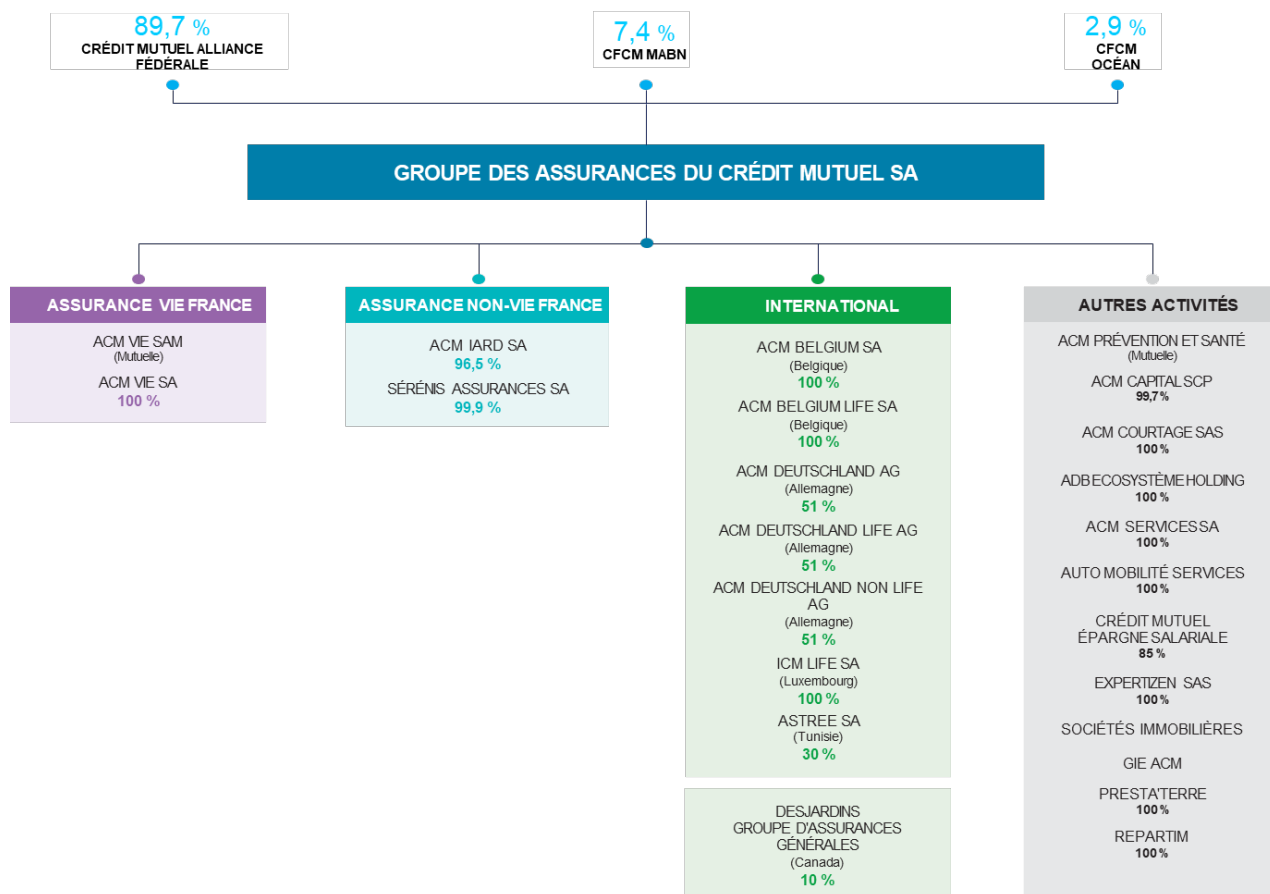 89,7 %
CRÉDIT MUTUEL ALLIANCE
FÉDÉRALE
7,4 %
CFCM MABN
2,9 %
CFCM
OCÉAN
GROUPE DES ASSURANCES DU CRÉDIT MUTUEL SA
ASSURANCE VIE FRANCE
ACM VIE SAM
(Mutuelle)
ACM VIE SA
100 %
ASSURANCE NON-VIE FRANCE
ACM IARD SA
96,5 %
SÉRÉNIS ASSURANCES SA
99,9 %
INTERNATIONAL
ACM BELGIUM SA
(Belgique)
100 %
ACM BELGIUM LIFE SA
(Belgique)
100 %
ACM DEUTSCHLAND AG
(Allemagne)
51 %
ACM DEUTSCHLAND LIFE AG
(Allemagne)
51 %
ACM DEUTSCHLAND NON LIFE
AG
(Allemagne)
51 %
ICM LIFE SA
(Luxembourg)
100 %
ASTREE SA
(Tunisie)
30 %
DESJARDINS
GROUPE D'ASSURANCES
GÉNÉRALES
(Canada)
10 %
AUTRES ACTIVITÉS
ACM PRÉVENTION ET SANTÉ
(Mutuelle)
ACM CAPITAL SCP
99,7%
ACM COURTAGE SAS
100 %
ADB ECOSYSTÈME HOLDING
100 %
ACM SERVICES SA
100 %
AUTO MOBILITÉ SERVICES
100 %
CRÉDIT MUTUEL
ÉPARGNE SALARIALE
85 %
EXPERTIZEN SAS
100 %
SOCIÉTÉS IMMOBILIÈRES
GIE ACM
PRESTA'TERRE
100 %
REPARTIM
100 %